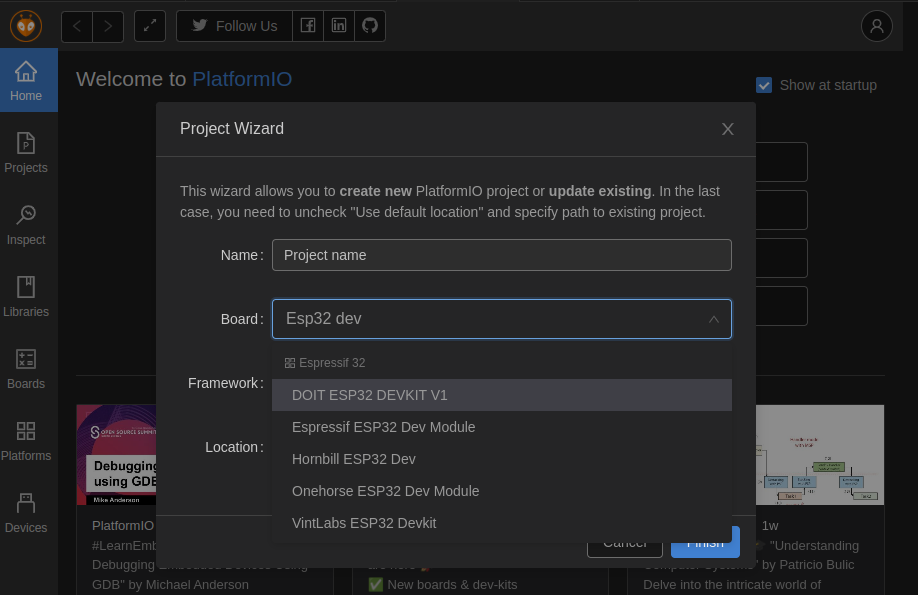 Follow Us
Welcome to PlatformIO
Show at startup
Home
Projects
Inspect
Libraries
Boards
Platforms
Devices
Project Wizard
This wizard allows you to create new PlatformIO project or update existing. In the last
case, you need to uncheck "Use default location" and specify path to existing project.
Name:
Project name
Board:
Esp32 dev
Espressif 32
Framework:
DOIT ESP32 DEVKIT V1
Espressif ESP32 Dev Module
Location:
Hornbill ESP32 Dev
Onehorse ESP32 Dev Module
VintLabs ESP32 Devkit
Cancel
Finish
OPEN SOURCE SUMMIT
Debugging
using GDB
Mike Anderson
PlatformIO
#LearnEmb
Debugging Embedded Devices Using
GDB" by Michael Anderson
are here
✅ New boards & dev-kits
1w
"Understanding
Computer Systems" by Patricio Bulic
Delve into the intricate world of